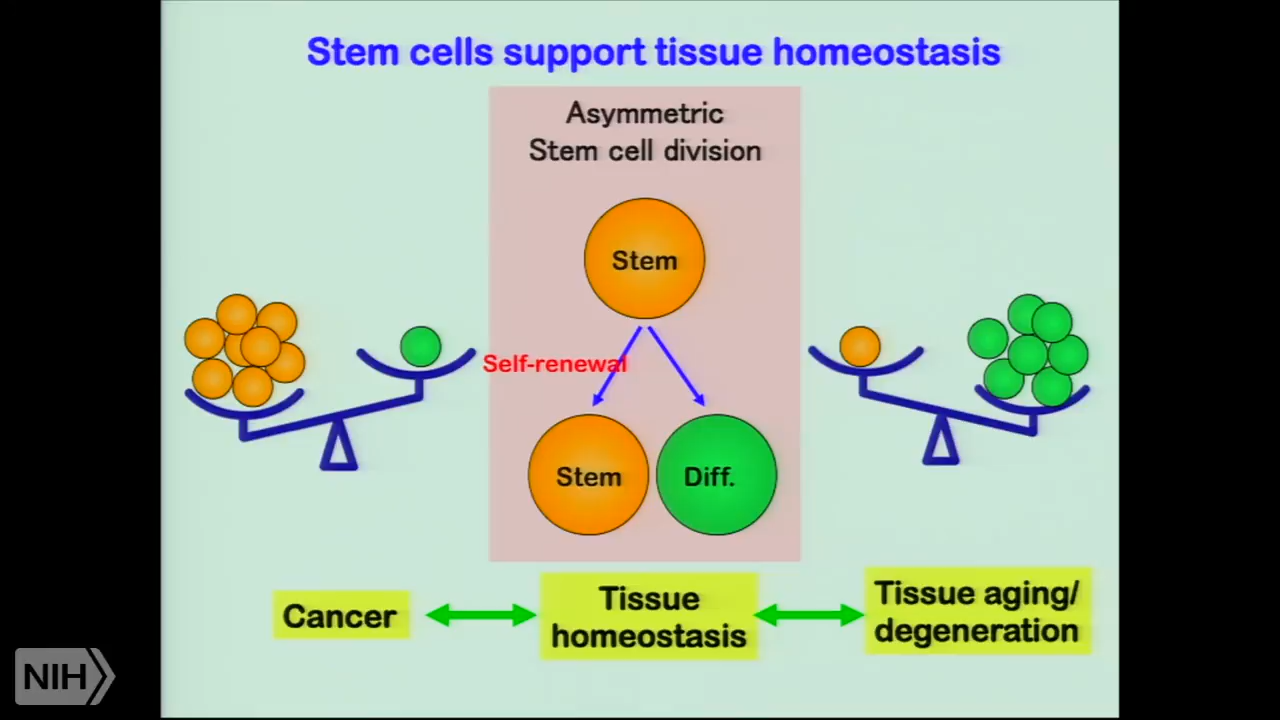 Stem cells support tissue homeostasis
Asymmetric
Stem cell division
Stem
Self-renewal
Stem
Diff.
Cancer
Tissue
homeostasis
Tissue aging/
degeneration
NIH